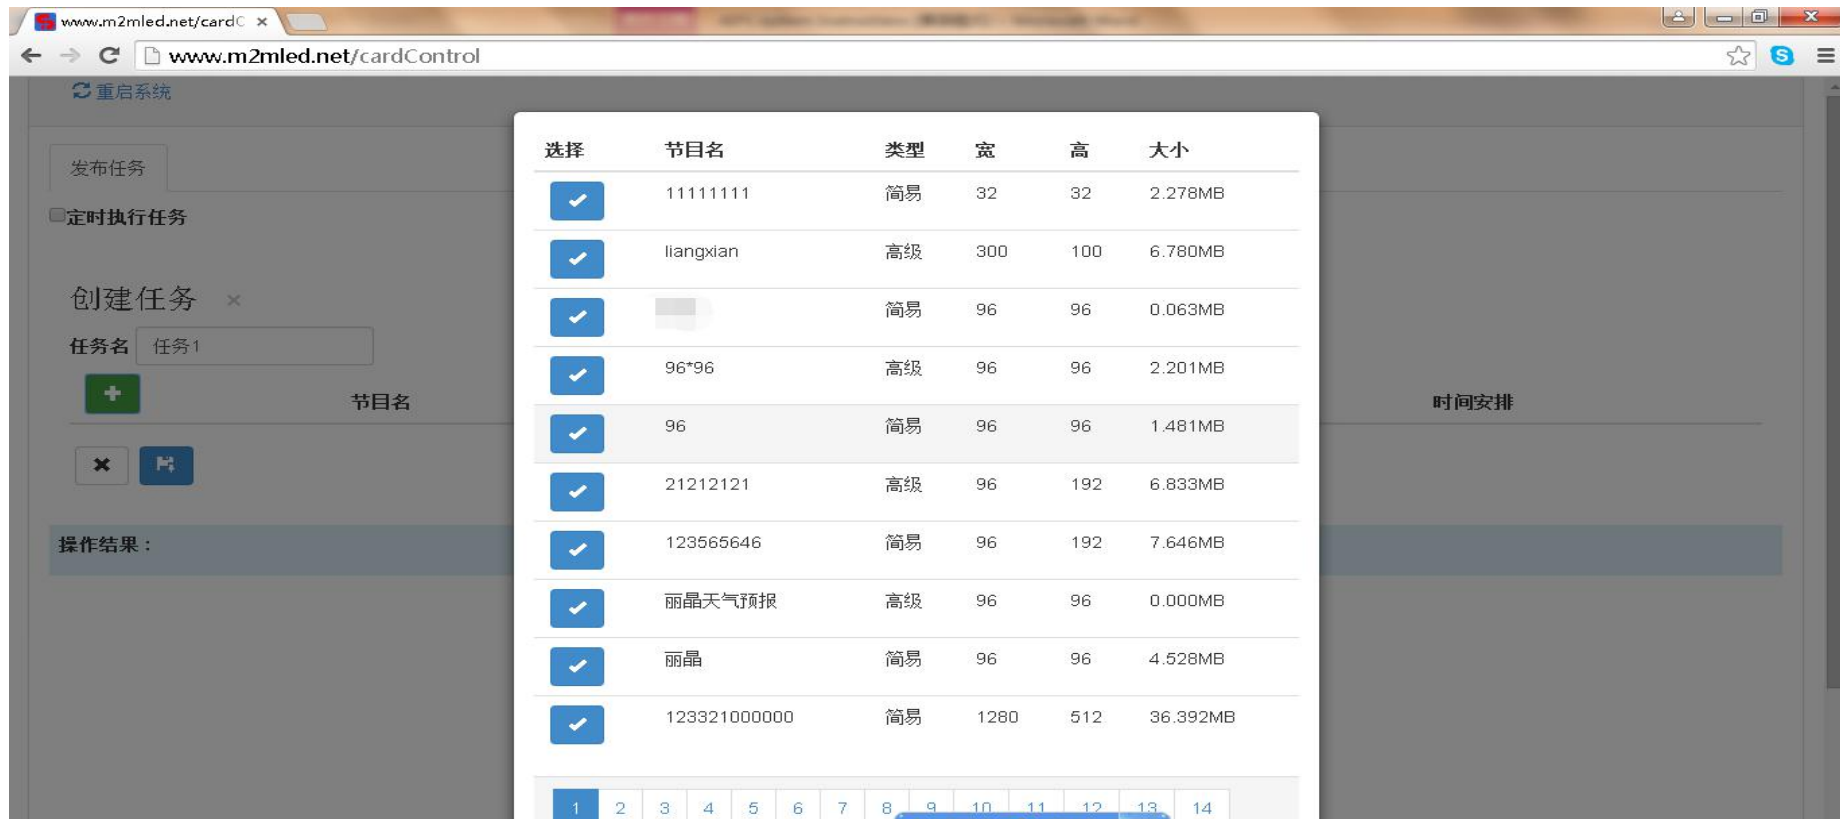 www.m2mled.net/cardC
www.m2mled.net/cardControl
重启系统
发布任务
定时执行任务
创建任务 ×
任务名 任务1
节目名 时间安排
操作结果：
选择 节目名 类型 宽 高 大小
11111111 简易 32 32 2.278MB
liangxian 高级 300 100 6.780MB
简易 96 96 0.063MB
96*96 高级 96 96 2.201MB
96 简易 96 96 1.481MB
21212121 高级 96 192 6.833MB
123565646 简易 96 192 7.646MB
丽晶天气预报 高级 96 96 0.000MB
丽晶 简易 96 96 4.528MB
123321000000 简易 1280 512 36.392MB
1 2 3 4 5 6 7 8 9 10 11 12 13 14